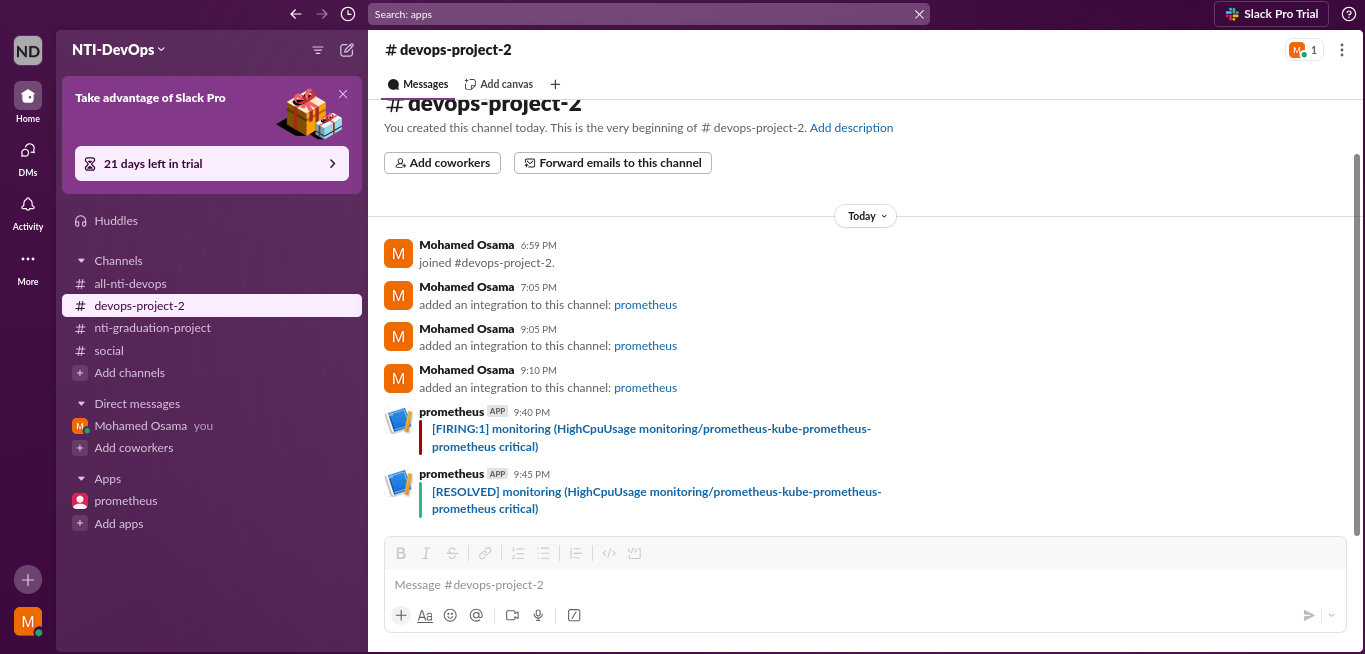 Search: apps
Slack Pro Trial
ND
Home
DMs
Activity
More
M
NTI-DevOps
Take advantage of Slack Pro
21 days left in trial
Huddles
Channels
# all-nti-devops
# devops-project-2
# nti-graduation-project
# social
+ Add channels
Direct messages
M Mohamed Osama you
+ Add coworkers
Apps
prometheus
+ Add apps
# devops-project-2
M 1
Messages
Add canvas
# devops-project-2
You created this channel today. This is the very beginning of # devops-project-2. Add description
Add coworkers
Forward emails to this channel
Today
M
Mohamed Osama 6:59 PM
joined #devops-project-2.
M
Mohamed Osama 7:05 PM
added an integration to this channel: prometheus
M
Mohamed Osama 9:05 PM
added an integration to this channel: prometheus
M
Mohamed Osama 9:10 PM
added an integration to this channel: prometheus
prometheus APP 9:40 PM
[FIRING:1] monitoring (HighCpuUsage monitoring/prometheus-kube-prometheus-
prometheus critical)
prometheus APP 9:45 PM
[RESOLVED] monitoring (HighCpuUsage monitoring/prometheus-kube-prometheus-
prometheus critical)
B I S
Message #devops-project-2
+ Aa @